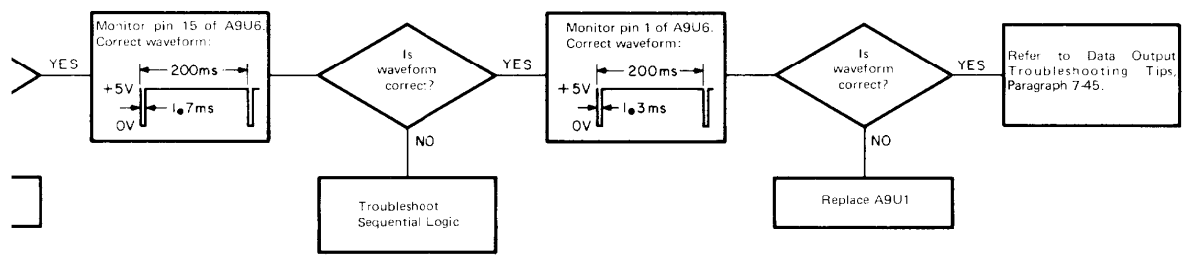 YES
Monitor pin 15 of A9U6.
Correct waveform:
200ms
+5V
1.7ms
0V
Is
waveform
correct?
YES
NO
Troubleshoot
Sequential Logic
Monitor pin 1 of A9U6.
Correct waveform:
200ms
+5V
1.3ms
0V
Is
waveform
correct?
YES
NO
Replace A9U1
Refer to Data Output
Troubleshooting Tips,
Paragraph 7-45.